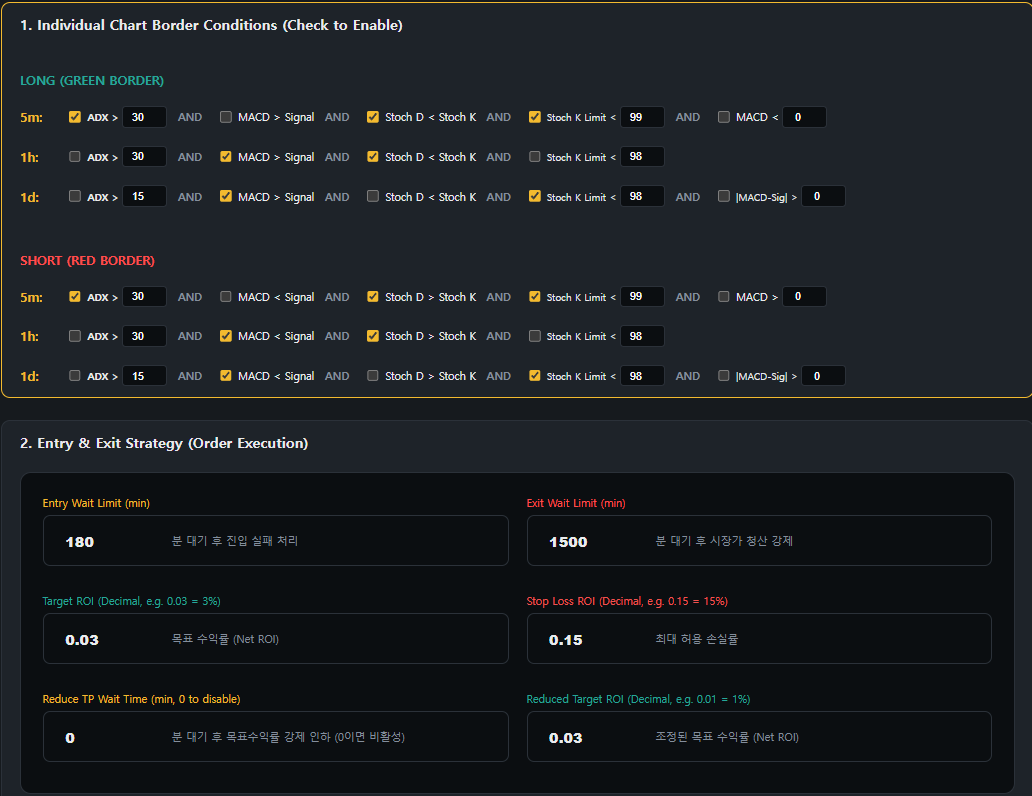 1. Individual Chart Border Conditions (Check to Enable)
LONG (GREEN BORDER)
5m: ADX > 30 AND MACD > Signal AND Stoch D < Stoch K AND Stoch K Limit < 99 AND MACD < 0
1h: ADX > 30 AND MACD > Signal AND Stoch D < Stoch K AND Stoch K Limit < 98
1d: ADX > 15 AND MACD > Signal AND Stoch D < Stoch K AND Stoch K Limit < 98 AND |MACD-Sig| > 0
SHORT (RED BORDER)
5m: ADX > 30 AND MACD < Signal AND Stoch D > Stoch K AND Stoch K Limit < 99 AND MACD > 0
1h: ADX > 30 AND MACD < Signal AND Stoch D > Stoch K AND Stoch K Limit < 98
1d: ADX > 15 AND MACD < Signal AND Stoch D > Stoch K AND Stoch K Limit < 98 AND |MACD-Sig| > 0
2. Entry & Exit Strategy (Order Execution)
Entry Wait Limit (min)
180 분 대기 후 진입 실패 처리
Exit Wait Limit (min)
1500 분 대기 후 시장가 청산 강제
Target ROI (Decimal, e.g. 0.03 = 3%)
0.03 목표 수익률 (Net ROI)
Stop Loss ROI (Decimal, e.g. 0.15 = 15%)
0.15 최대 허용 손실률
Reduce TP Wait Time (min, 0 to disable)
0 분 대기 후 목표수익률 강제 인하 (0이면 비활성)
Reduced Target ROI (Decimal, e.g. 0.01 = 1%)
0.03 조정된 목표 수익률 (Net ROI)